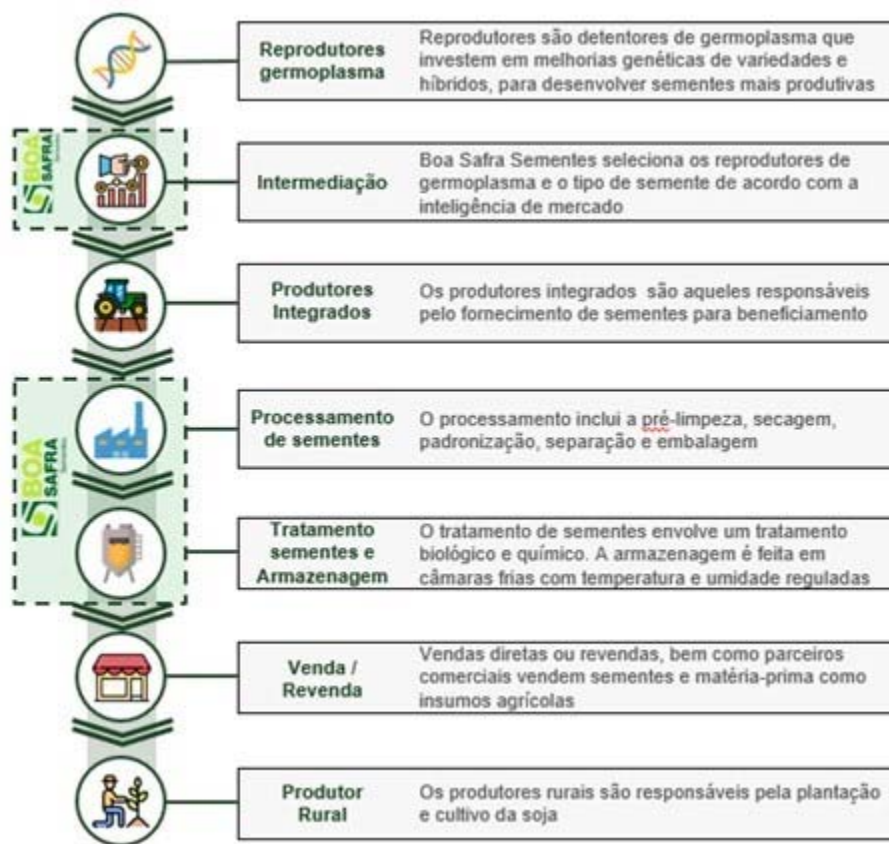 Reprodutores
germoplasma
Reprodutores são detentores de germoplasma que
investem em melhorias genéticas de variedades e
híbridos, para desenvolver sementes mais produtivas
BOA
SAFRA
Intermediação
Boa Safra Sementes seleciona os reprodutores de
germoplasma e o tipo de semente de acordo com a
inteligência de mercado
Produtores
Integrados
Os produtores integrados são aqueles responsáveis
pelo fornecimento de sementes para beneficiamento
BOA
SAFRA
Processamento
de sementes
O processamento inclui a pré-limpeza, secagem,
padronização, separação e embalagem
Tratamento
sementes e
Armazenagem
O tratamento de sementes envolve um tratamento
biológico e químico. A armazenagem é feita em
câmaras frias com temperatura e umidade reguladas
Venda /
Revenda
Vendas diretas ou revendas, bem como parceiros
comerciais vendem sementes e matéria-prima como
insumos agrícolas
Produtor
Rural
Os produtores rurais são responsáveis pela plantação
e cultivo da soja